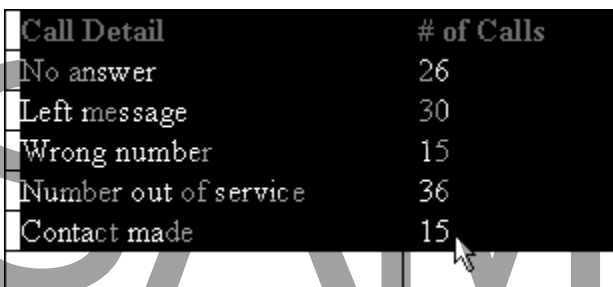 Call Detail # of Calls
No answer 26
Left message 30
Wrong number 15
Number out of service 36
Contact made 15